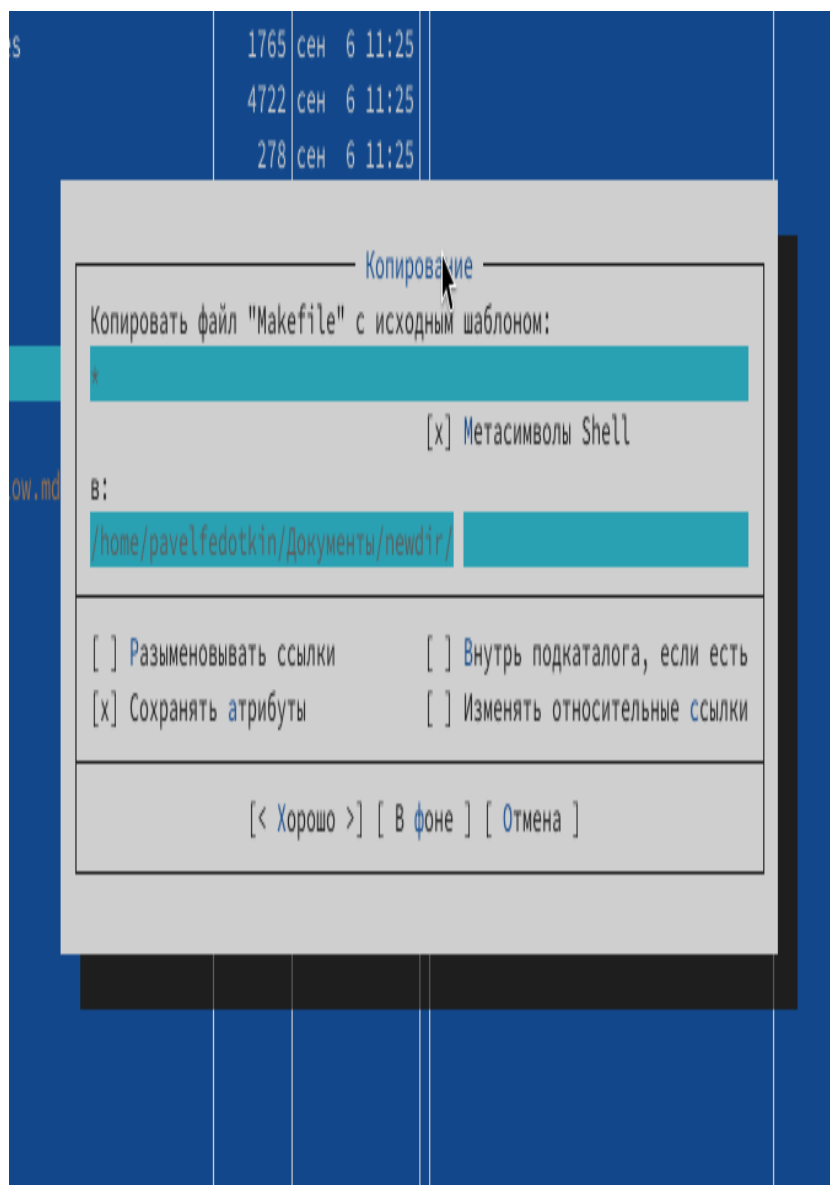 es 1765 сен 6 11:25
4722 сен 6 11:25
278 сен 6 11:25
Копирование
Копировать файл "Makefile" с исходным шаблоном:
*
[x] Метасимволы Shell
low.md
в:
/home/pavelfedotkin/Документы/newdir/
[ ] Разыменовывать ссылки [ ] Внутрь подкаталога, если есть
[x] Сохранять атрибуты [ ] Изменять относительные ссылки
[< Хорошо >] [ В фоне ] [ Отмена ]